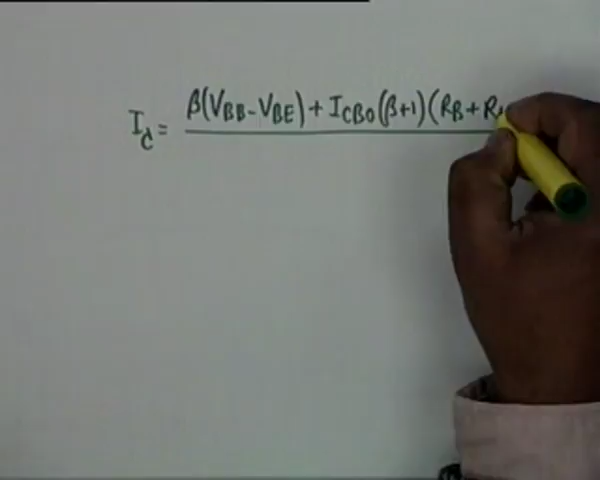 I_C = β(V_BB - V_BE) + I_CBO(β+1)(R_B + R